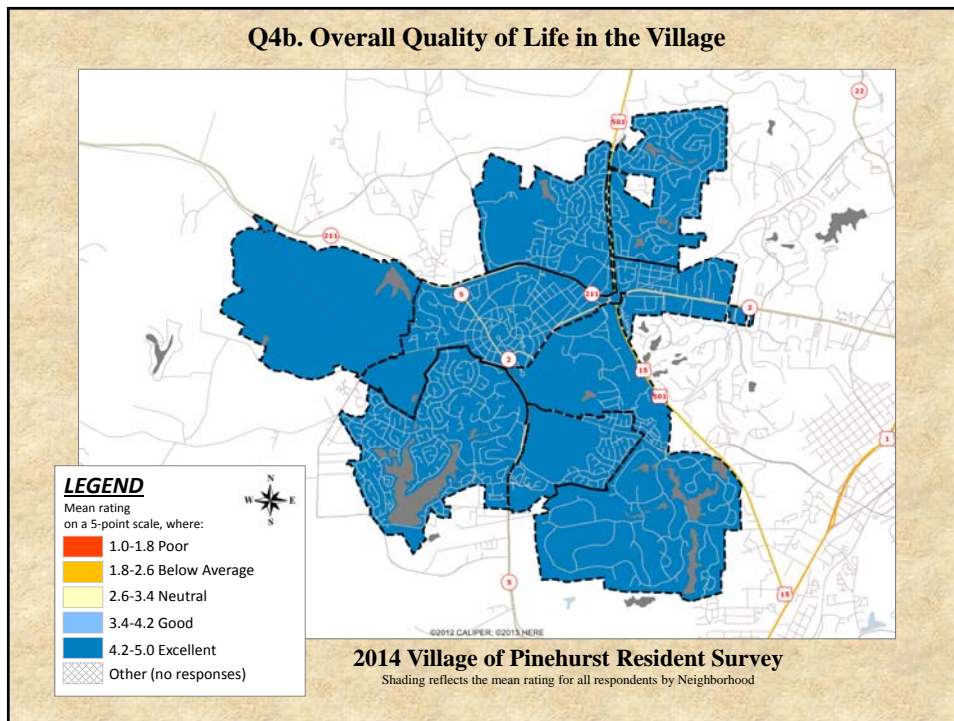 Q4b. Overall Quality of Life in the Village
22
501
211
5
211
2
2
15
501
1
15
5
N
W E
S
LEGEND
Mean rating
on a 5-point scale, where:
1.0-1.8 Poor
1.8-2.6 Below Average
2.6-3.4 Neutral
3.4-4.2 Good
4.2-5.0 Excellent
Other (no responses)
©2012 CALIPER; ©2013 HERE
2014 Village of Pinehurst Resident Survey
Shading reflects the mean rating for all respondents by Neighborhood